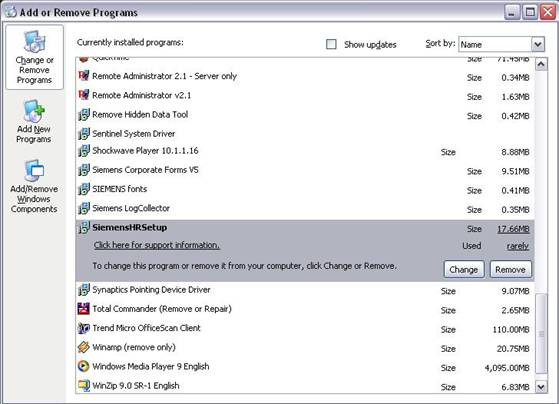 Add or Remove Programs
Change or
Remove
Programs
Add New
Programs
Add/Remove
Windows
Components
Currently installed programs:
Show updates
Sort by:
Name
QuickTime Size 71.45MB
Remote Administrator 2.1 - Server only Size 0.34MB
Remote Administrator v2.1 Size 1.63MB
Remove Hidden Data Tool Size 0.42MB
Sentinel System Driver
Shockwave Player 10.1.1.16 Size 8.88MB
Siemens Corporate Forms V5 Size 9.51MB
SIEMENS fonts Size 0.41MB
Siemens LogCollector Size 0.35MB
SiemensHRSetup Size 17.66MB
Click here for support information. Used rarely
To change this program or remove it from your computer, click Change or Remove. Change Remove
Synaptics Pointing Device Driver Size 9.07MB
Total Commander (Remove or Repair) Size 2.65MB
Trend Micro OfficeScan Client Size 110.00MB
Winamp (remove only) Size 20.75MB
Windows Media Player 9 English Size 4,095.00MB
WinZip 9.0 SR-1 English Size 6.83MB